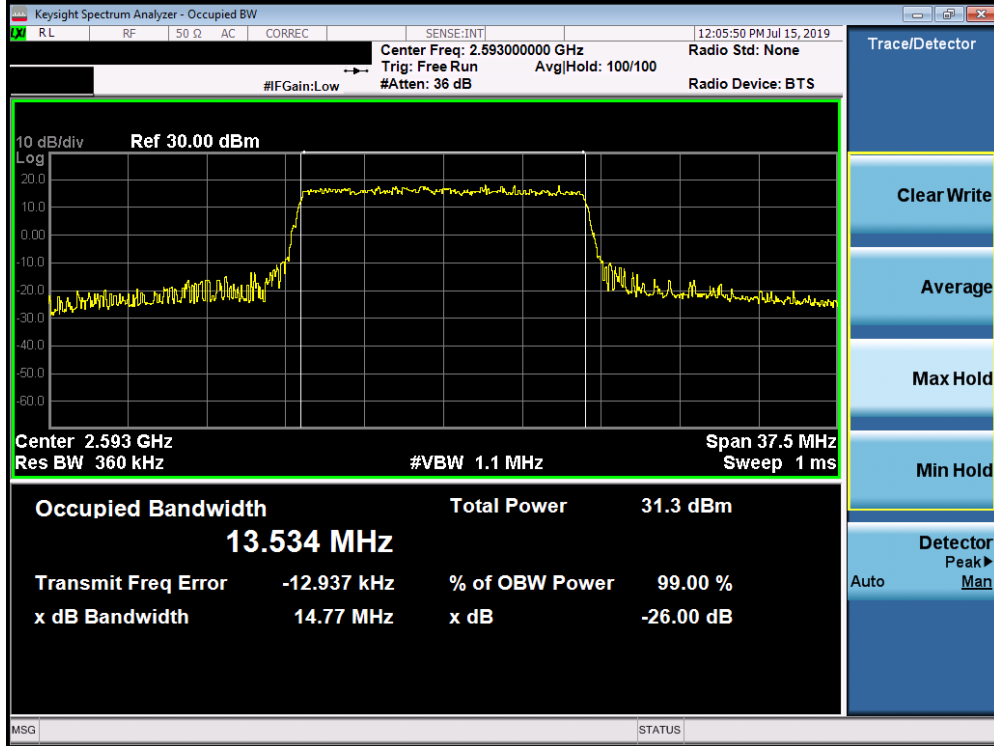 Keysight Spectrum Analyzer - Occupied BW
LXI RL RF 50 Ω AC CORREC SENSE:INT 12:05:50 PM Jul 15, 2019
Center Freq: 2.593000000 GHz Radio Std: None
Trig: Free Run Avg|Hold: 100/100
#IFGain:Low #Atten: 36 dB Radio Device: BTS
10 dB/div Ref 30.00 dBm
Log
20.0
10.0
0.00
-10.0
-20.0
-30.0
-40.0
-50.0
-60.0
Center 2.593 GHz Span 37.5 MHz
Res BW 360 kHz #VBW 1.1 MHz Sweep 1 ms
Occupied Bandwidth Total Power 31.3 dBm
13.534 MHz
Transmit Freq Error -12.937 kHz % of OBW Power 99.00 %
x dB Bandwidth 14.77 MHz x dB -26.00 dB
MSG STATUS
Trace/Detector
Clear Write
Average
Max Hold
Min Hold
Detector
Peak▶
Auto Man